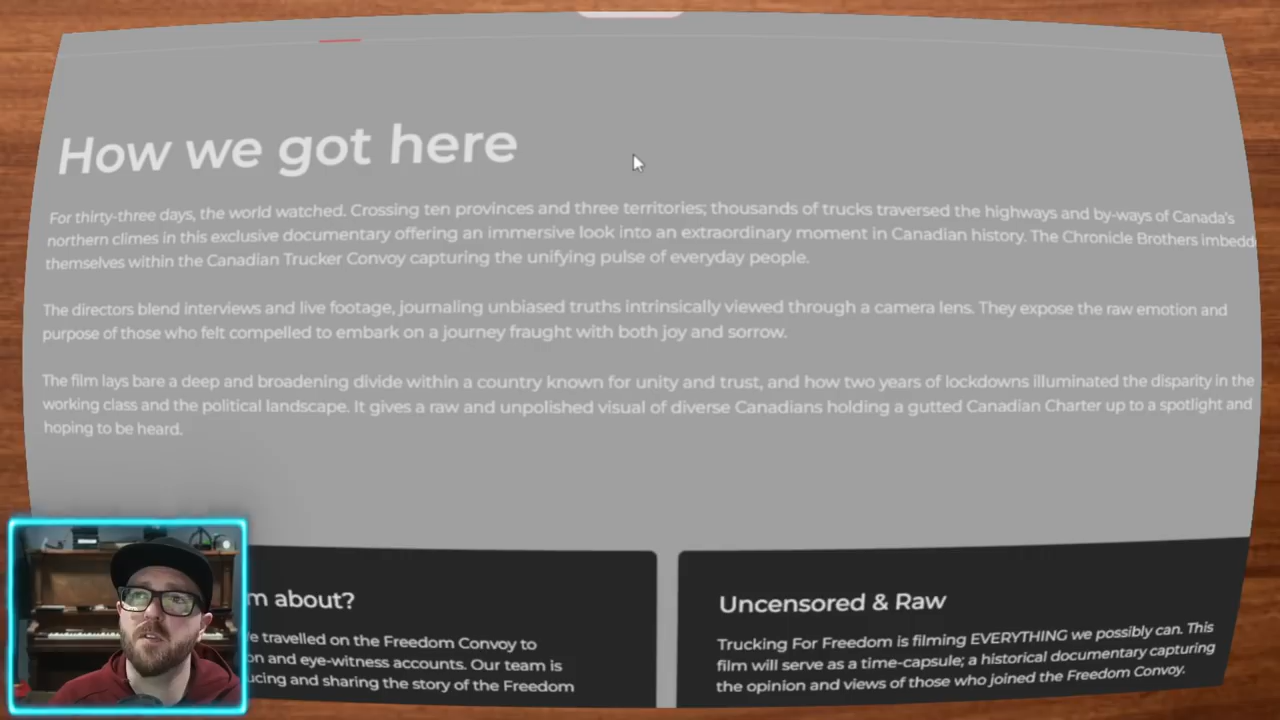 How we got here
For thirty-three days, the world watched. Crossing ten provinces and three territories; thousands of trucks traversed the highways and by-ways of Canada's
northern climes in this exclusive documentary offering an immersive look into an extraordinary moment in Canadian history. The Chronicle Brothers imbedd
themselves within the Canadian Trucker Convoy capturing the unifying pulse of everyday people.
The directors blend interviews and live footage, journaling unbiased truths intrinsically viewed through a camera lens. They expose the raw emotion and
purpose of those who felt compelled to embark on a journey fraught with both joy and sorrow.
The film lays bare a deep and broadening divide within a country known for unity and trust, and how two years of lockdowns illuminated the disparity in the
working class and the political landscape. It gives a raw and unpolished visual of diverse Canadians holding a gutted Canadian Charter up to a spotlight and
hoping to be heard.
m about?
travelled on the Freedom Convoy to
and eye-witness accounts. Our team is
and sharing the story of the Freedom
Uncensored & Raw
Trucking For Freedom is filming EVERYTHING we possibly can. This
film will serve as a time-capsule; a historical documentary capturing
the opinion and views of those who joined the Freedom Convoy.